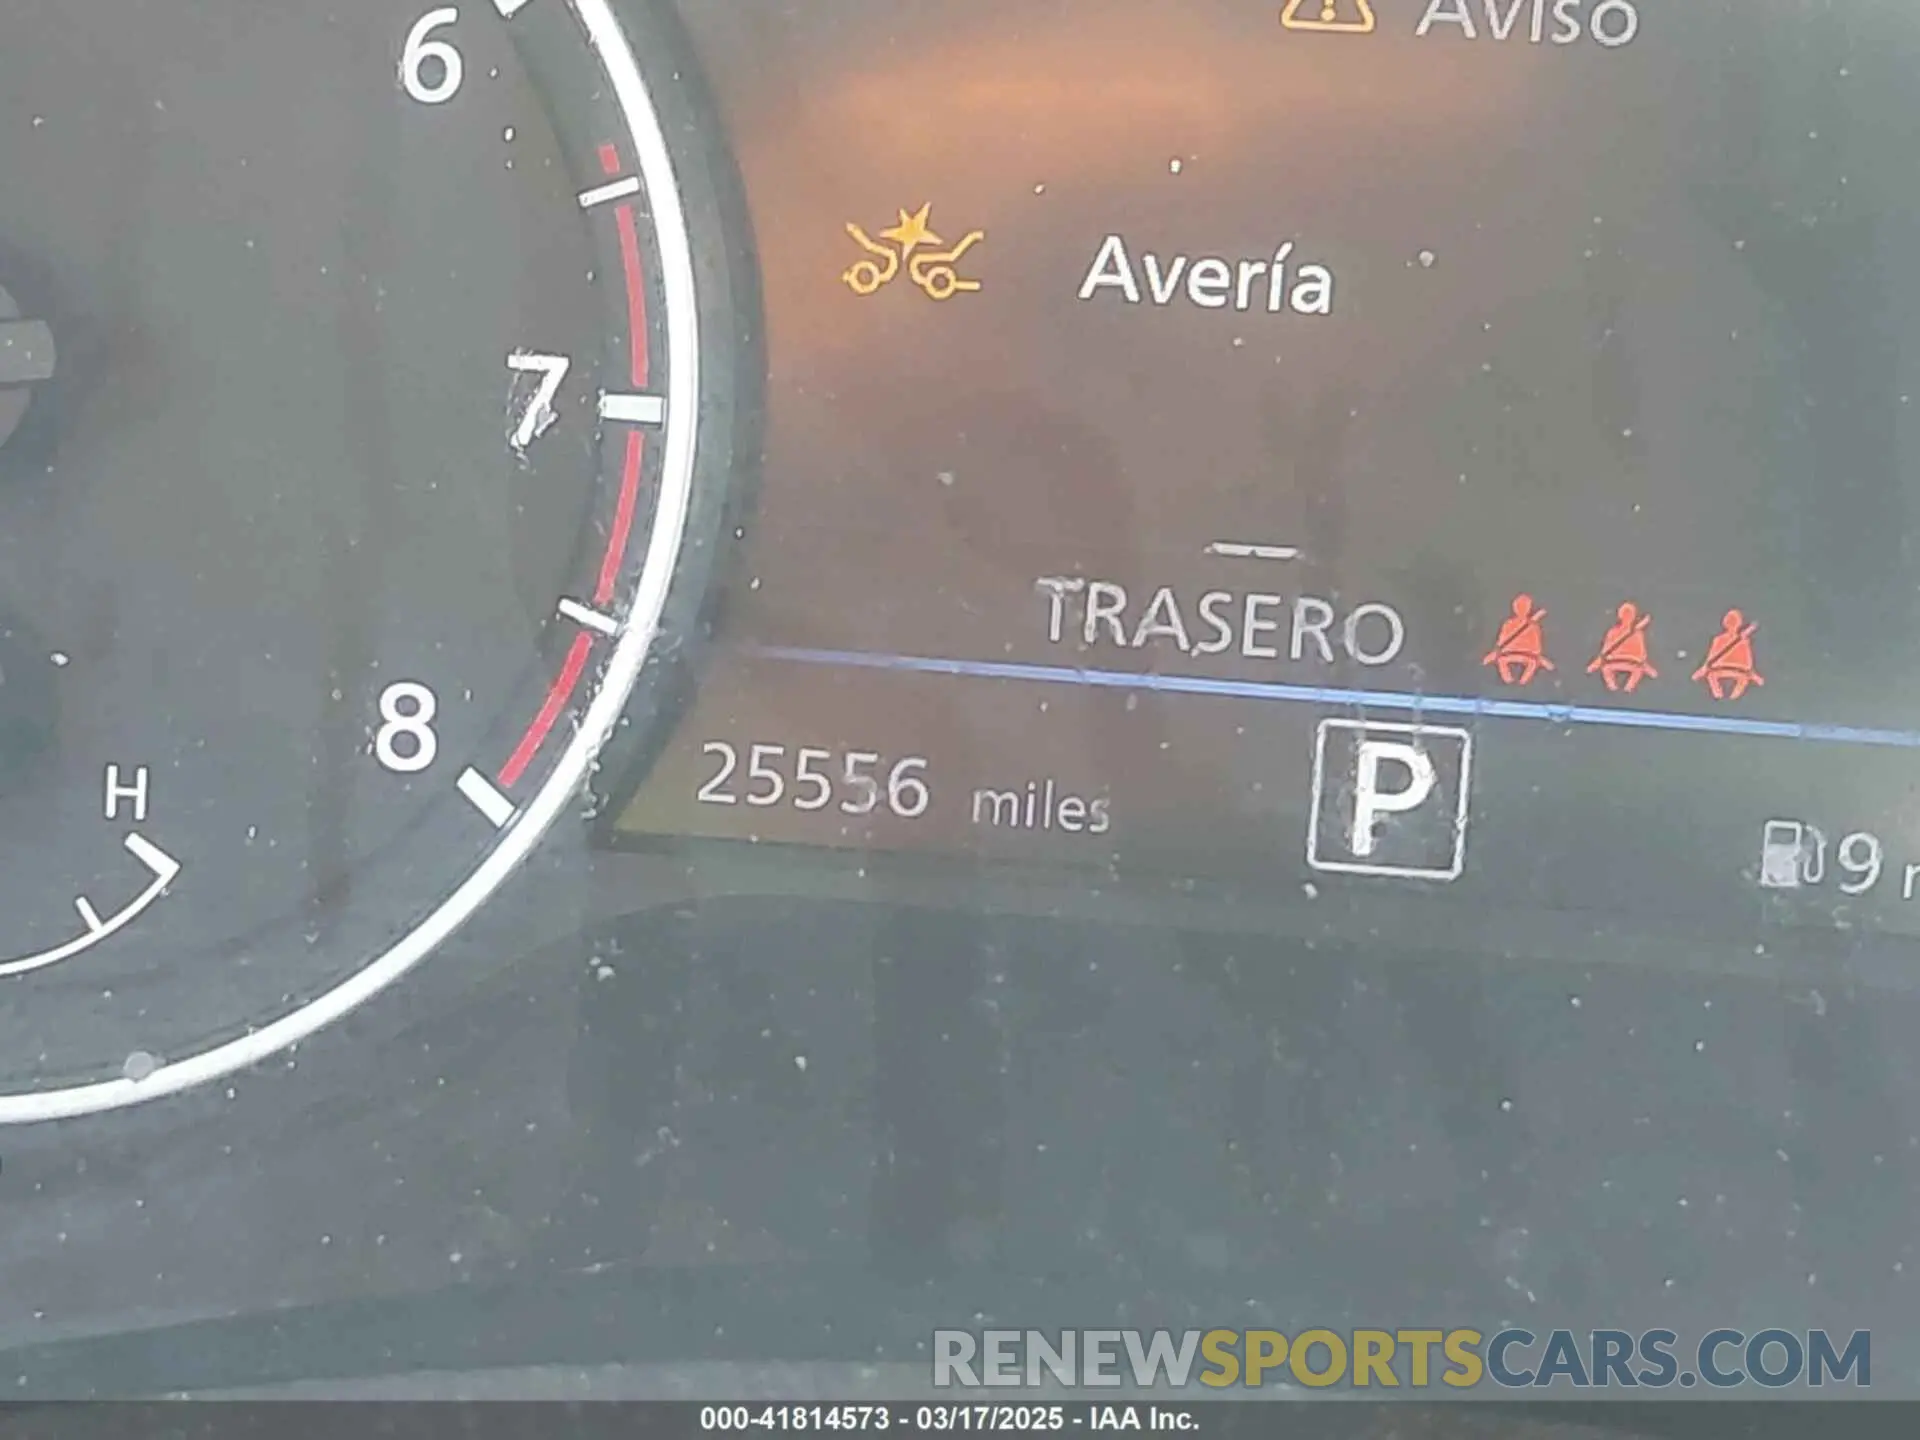 6
Aviso
Avería
7
TRASERO
8
25556 miles
P
9
H
RENEWSPORTSCARS.COM
000-41814573 - 03/17/2025 - IAA Inc.